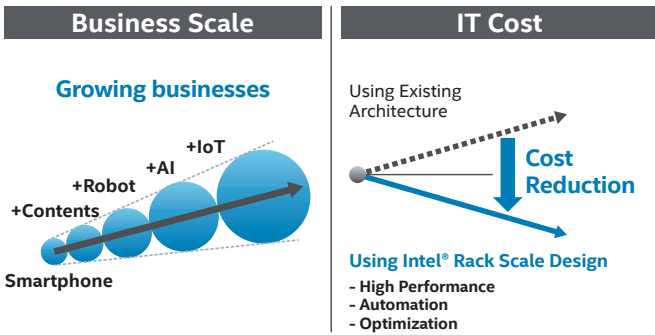 Business Scale
Growing businesses
+IoT
+AI
+Robot
+Contents
Smartphone
IT Cost
Using Existing
Architecture
Cost
Reduction
Using Intel® Rack Scale Design
- High Performance
- Automation
- Optimization